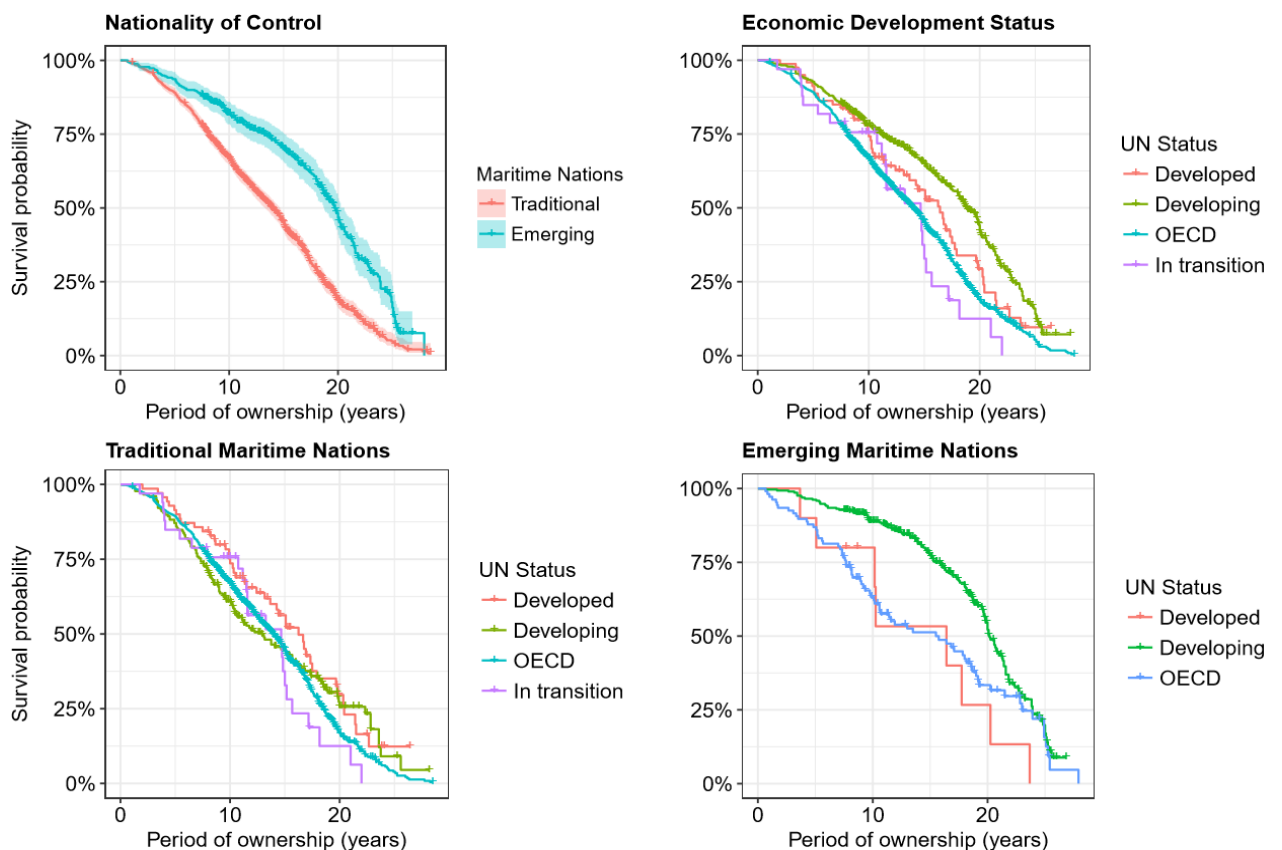 Nationality of Control
100%
75%
50%
25%
0%
Survival probability
0
10
20
Period of ownership (years)
Maritime Nations
Traditional
Emerging
Economic Development Status
100%
75%
50%
25%
0%
0
10
20
Period of ownership (years)
UN Status
Developed
Developing
OECD
In transition
Traditional Maritime Nations
100%
75%
50%
25%
0%
Survival probability
0
10
20
Period of ownership (years)
UN Status
Developed
Developing
OECD
In transition
Emerging Maritime Nations
100%
75%
50%
25%
0%
0
10
20
Period of ownership (years)
UN Status
Developed
Developing
OECD